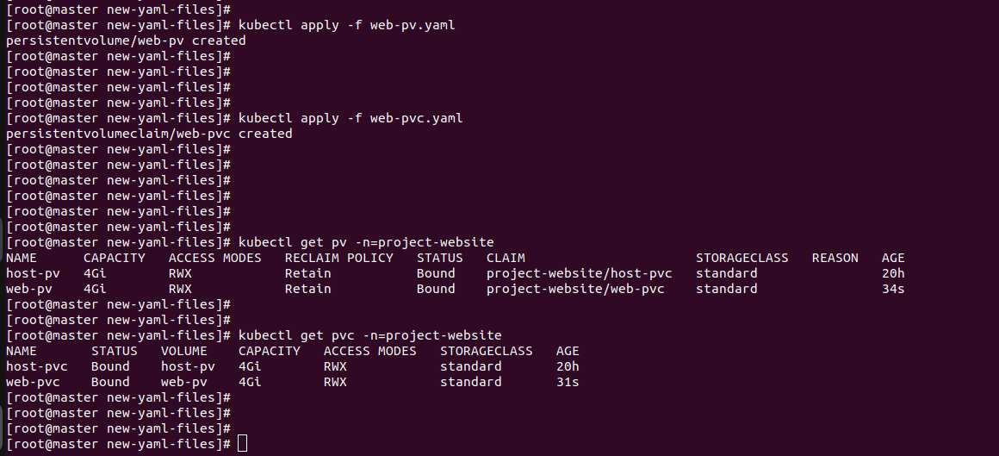 [root@master new-yaml-files]#
[root@master new-yaml-files]# kubectl apply -f web-pv.yaml
persistentvolume/web-pv created
[root@master new-yaml-files]#
[root@master new-yaml-files]#
[root@master new-yaml-files]#
[root@master new-yaml-files]#
[root@master new-yaml-files]# kubectl apply -f web-pvc.yaml
persistentvolumeclaim/web-pvc created
[root@master new-yaml-files]#
[root@master new-yaml-files]#
[root@master new-yaml-files]#
[root@master new-yaml-files]#
[root@master new-yaml-files]#
[root@master new-yaml-files]#
[root@master new-yaml-files]# kubectl get pv -n=project-website
NAME      CAPACITY   ACCESS MODES   RECLAIM POLICY   STATUS   CLAIM                      STORAGECLASS   REASON   AGE
host-pv   4Gi        RWX            Retain           Bound    project-website/host-pvc   standard                20h
web-pv    4Gi        RWX            Retain           Bound    project-website/web-pvc    standard                34s
[root@master new-yaml-files]#
[root@master new-yaml-files]#
[root@master new-yaml-files]# kubectl get pvc -n=project-website
NAME       STATUS   VOLUME    CAPACITY   ACCESS MODES   STORAGECLASS   AGE
host-pvc   Bound    host-pv   4Gi        RWX            standard       20h
web-pvc    Bound    web-pv    4Gi        RWX            standard       31s
[root@master new-yaml-files]#
[root@master new-yaml-files]#
[root@master new-yaml-files]#
[root@master new-yaml-files]#